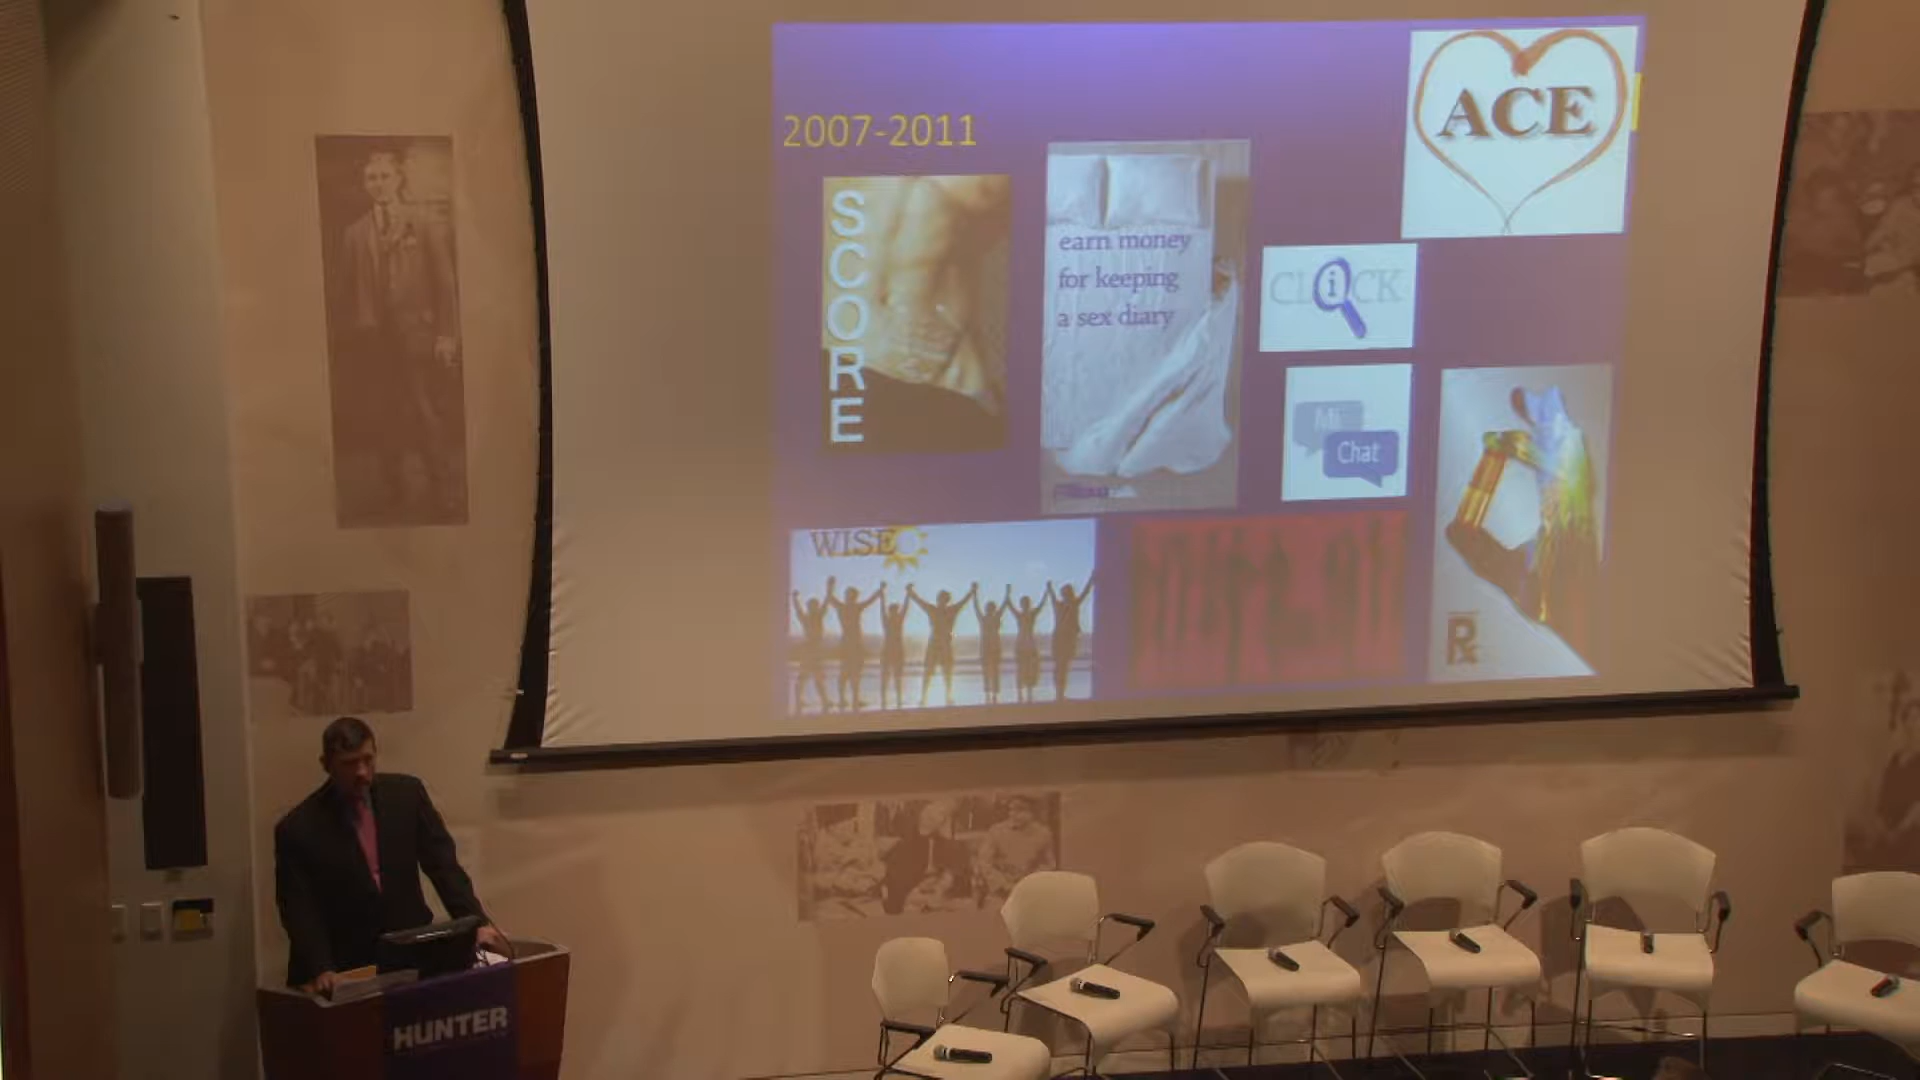 2007-2011
ACE
SCORE
earn money
for keeping
a sex diary
CLiCK
Mi
Chat
WISE
Rx
HUNTER